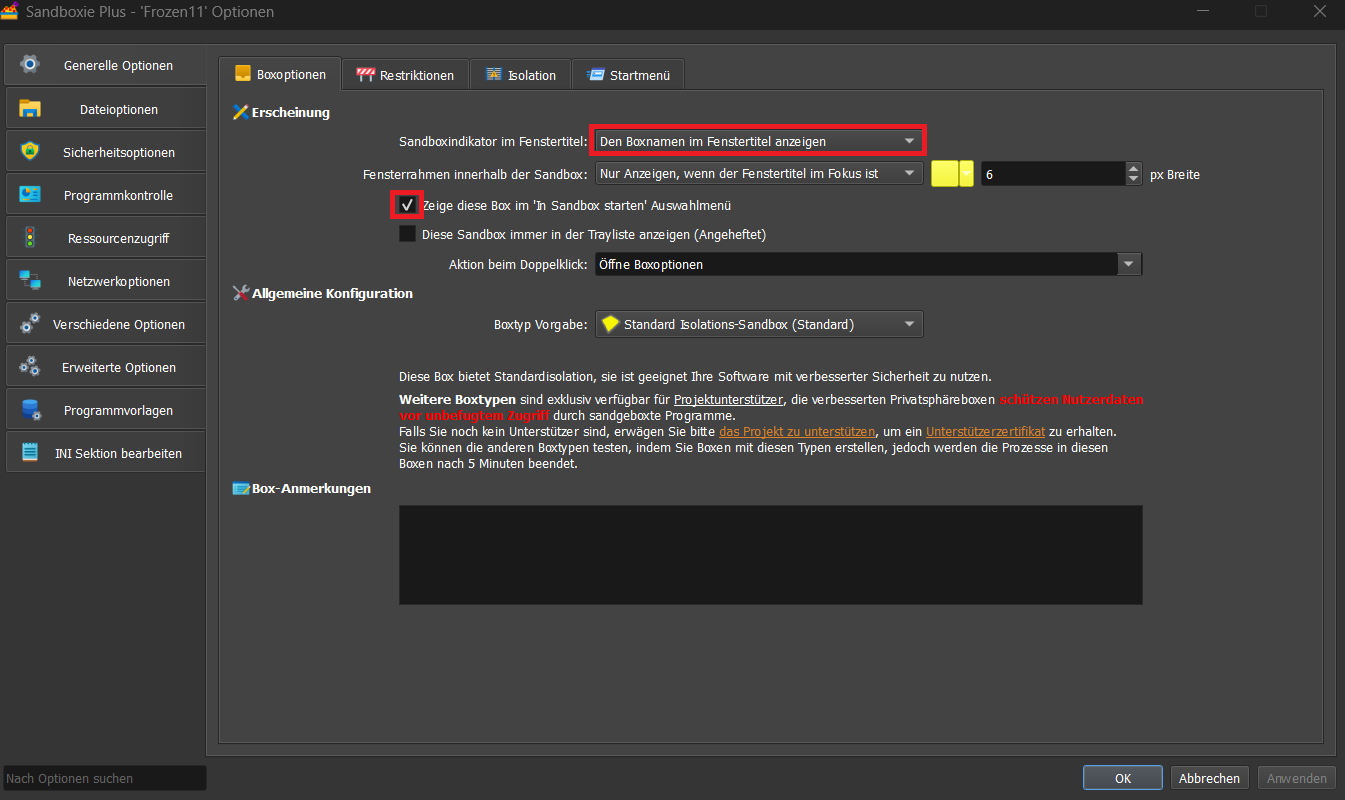 Sandboxie Plus - 'Frozen11' Optionen
Generelle Optionen
Dateioptionen
Sicherheitsoptionen
Programmkontrolle
Ressourcenzugriff
Netzwerkoptionen
Verschiedene Optionen
Erweiterte Optionen
Programmvorlagen
INI Sektion bearbeiten
Nach Optionen suchen
Boxoptionen
Restriktionen
Isolation
Startmenü
Erscheinung
Sandboxindikator im Fenstertitel: Den Boxnamen im Fenstertitel anzeigen
Fensterrahmen innerhalb der Sandbox: Nur Anzeigen, wenn der Fenstertitel im Fokus ist 6 px Breite
Zeige diese Box im 'In Sandbox starten' Auswahlmenü
Diese Sandbox immer in der Trayliste anzeigen (Angeheftet)
Aktion beim Doppelklick: Öffne Boxoptionen
Allgemeine Konfiguration
Boxtyp Vorgabe: Standard Isolations-Sandbox (Standard)
Diese Box bietet Standardisolation, sie ist geeignet Ihre Software mit verbesserter Sicherheit zu nutzen.
Weitere Boxtypen sind exklusiv verfügbar für Projektunterstützer, die verbesserten Privatsphäreboxen schützen Nutzerdaten
vor unbefugtem Zugriff durch sandgeboxte Programme.
Falls Sie noch kein Unterstützer sind, erwägen Sie bitte das Projekt zu unterstützen, um ein Unterstützerzertifikat zu erhalten.
Sie können die anderen Boxtypen testen, indem Sie Boxen mit diesen Typen erstellen, jedoch werden die Prozesse in diesen
Boxen nach 5 Minuten beendet.
Box-Anmerkungen
OK
Abbrechen
Anwenden